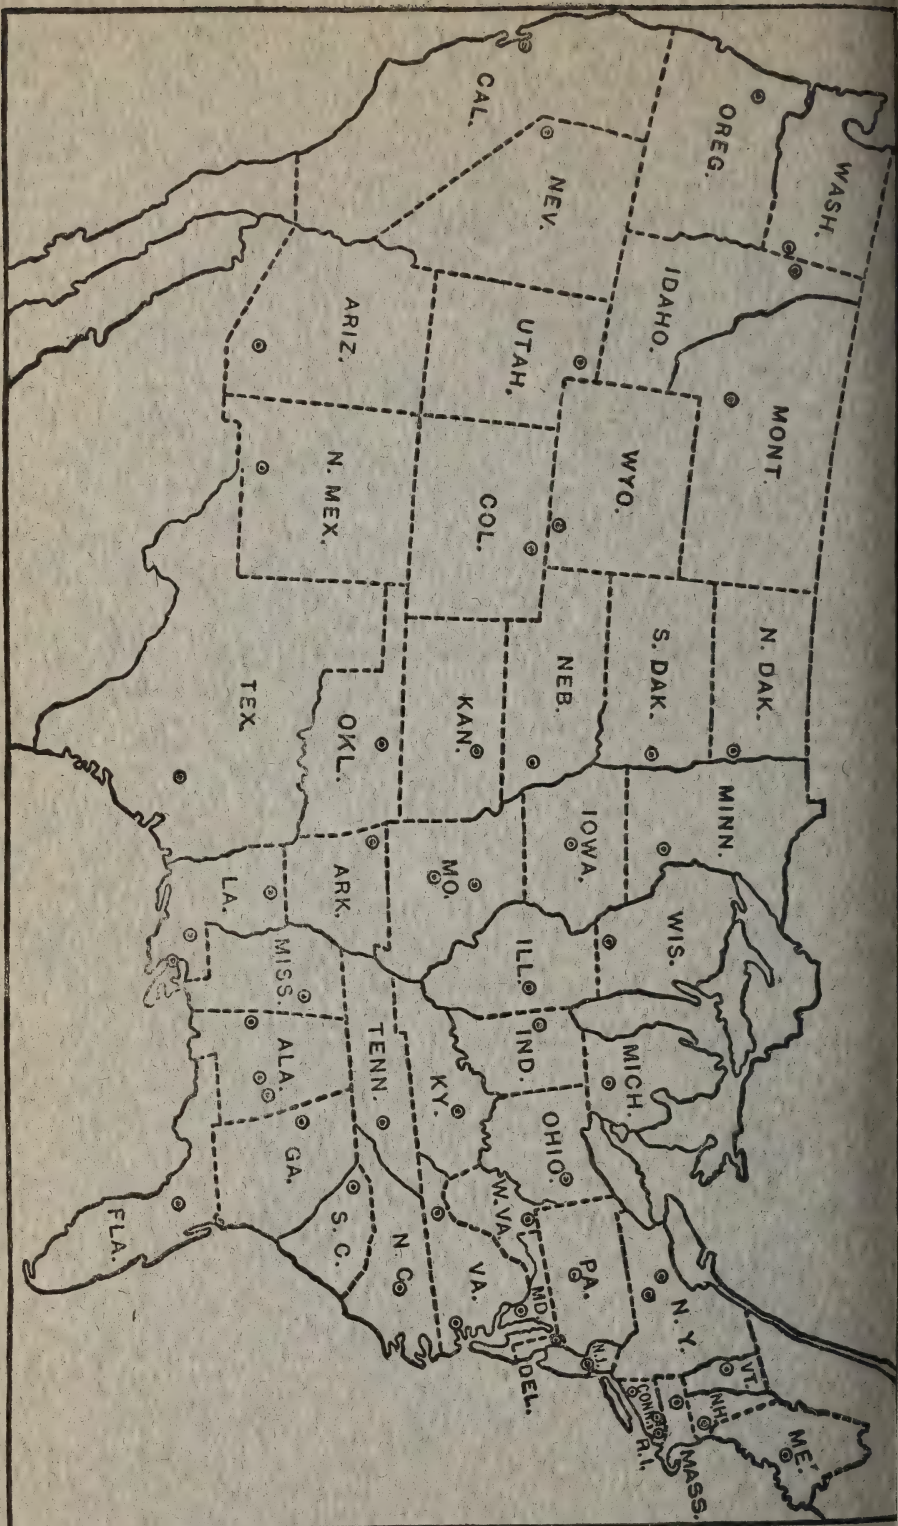 WASH.
OREG.
CAL.
NEV.
IDAHO.
MONT.
UTAH.
ARIZ.
WYO.
COL.
N. MEX.
N. DAK.
S. DAK.
NEB.
KAN.
OKL.
TEX.
MINN.
IOWA.
MO.
ARK.
LA.
WIS.
ILL.
MISS.
MICH.
IND.
OHIO.
KY.
TENN.
ALA.
GA.
FLA.
S. C.
N. C.
VA.
W. VA.
PA.
MD.
DEL.
N.J.
N. Y.
CONN.
R.I.
MASS.
VT.
N.H.
ME.